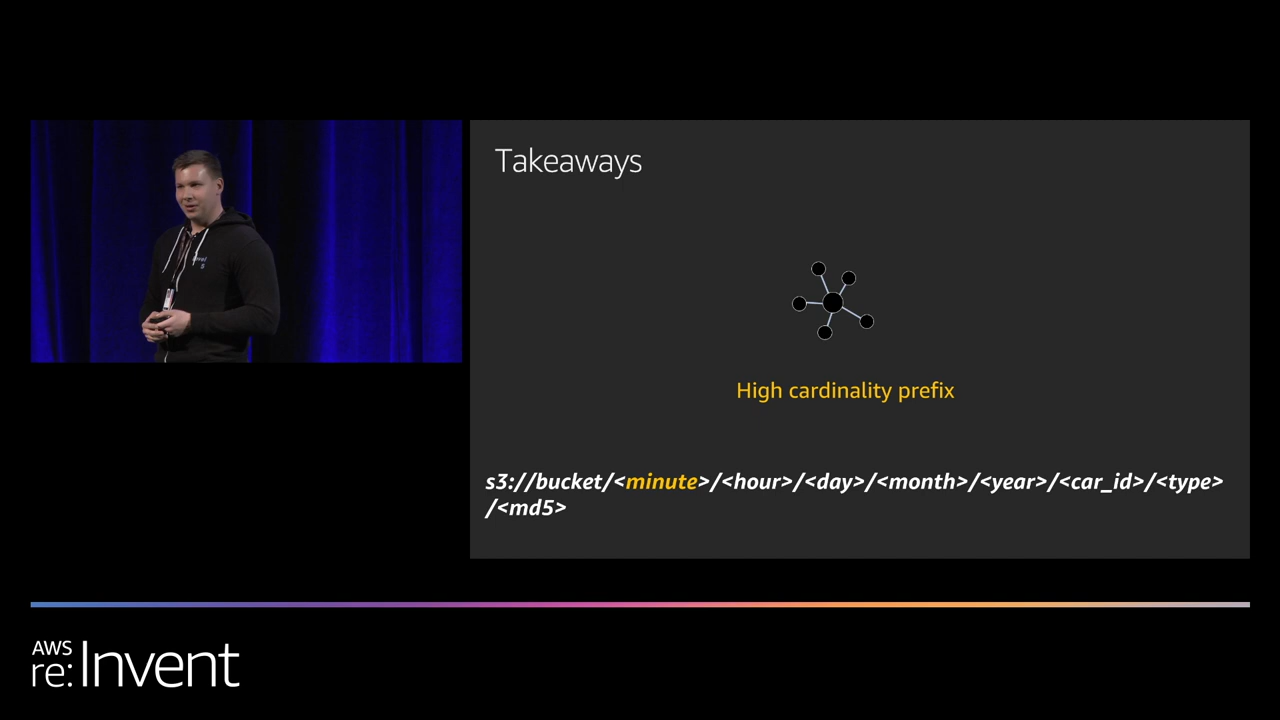 Takeaways
High cardinality prefix
s3://bucket/<minute>/<hour>/<day>/<month>/<year>/<car_id>/<type>
/<md5>
AWS
re:Invent